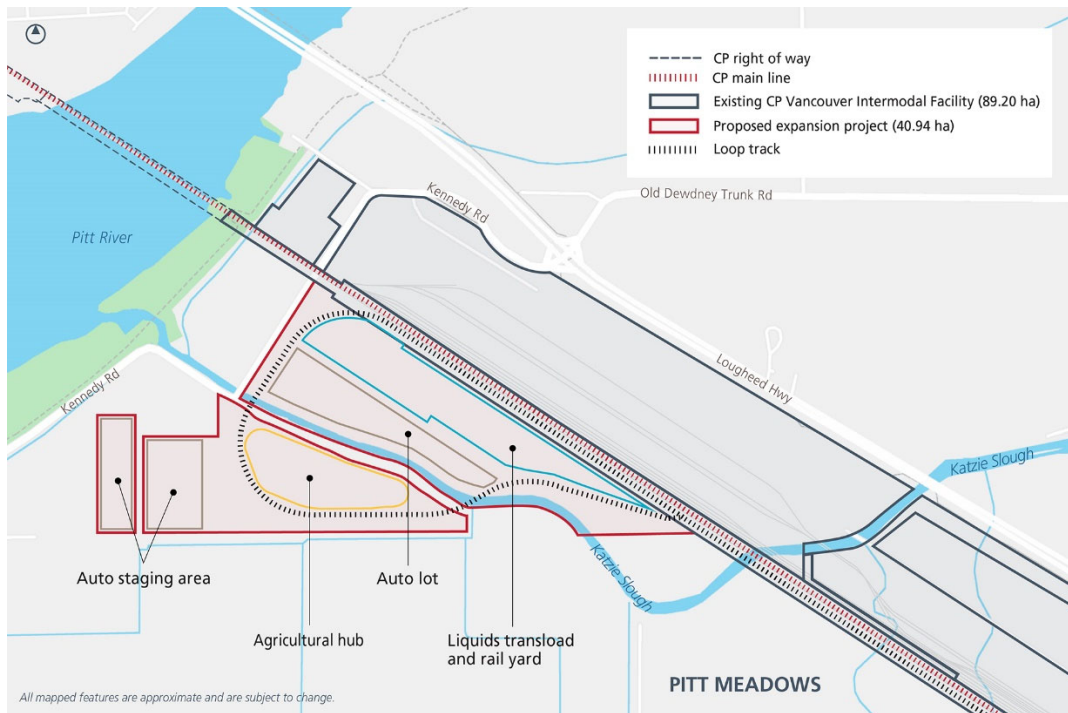 CP right of way
CP main line
Existing CP Vancouver Intermodal Facility (89.20 ha)
Proposed expansion project (40.94 ha)
Loop track
Kennedy Rd
Old Dewdney Trunk Rd
Pitt River
Lougheed Hwy
Kennedy Rd
Katzie Slough
Katzie Slough
Auto staging area
Auto lot
Agricultural hub
Liquids transload
and rail yard
PITT MEADOWS
All mapped features are approximate and are subject to change.